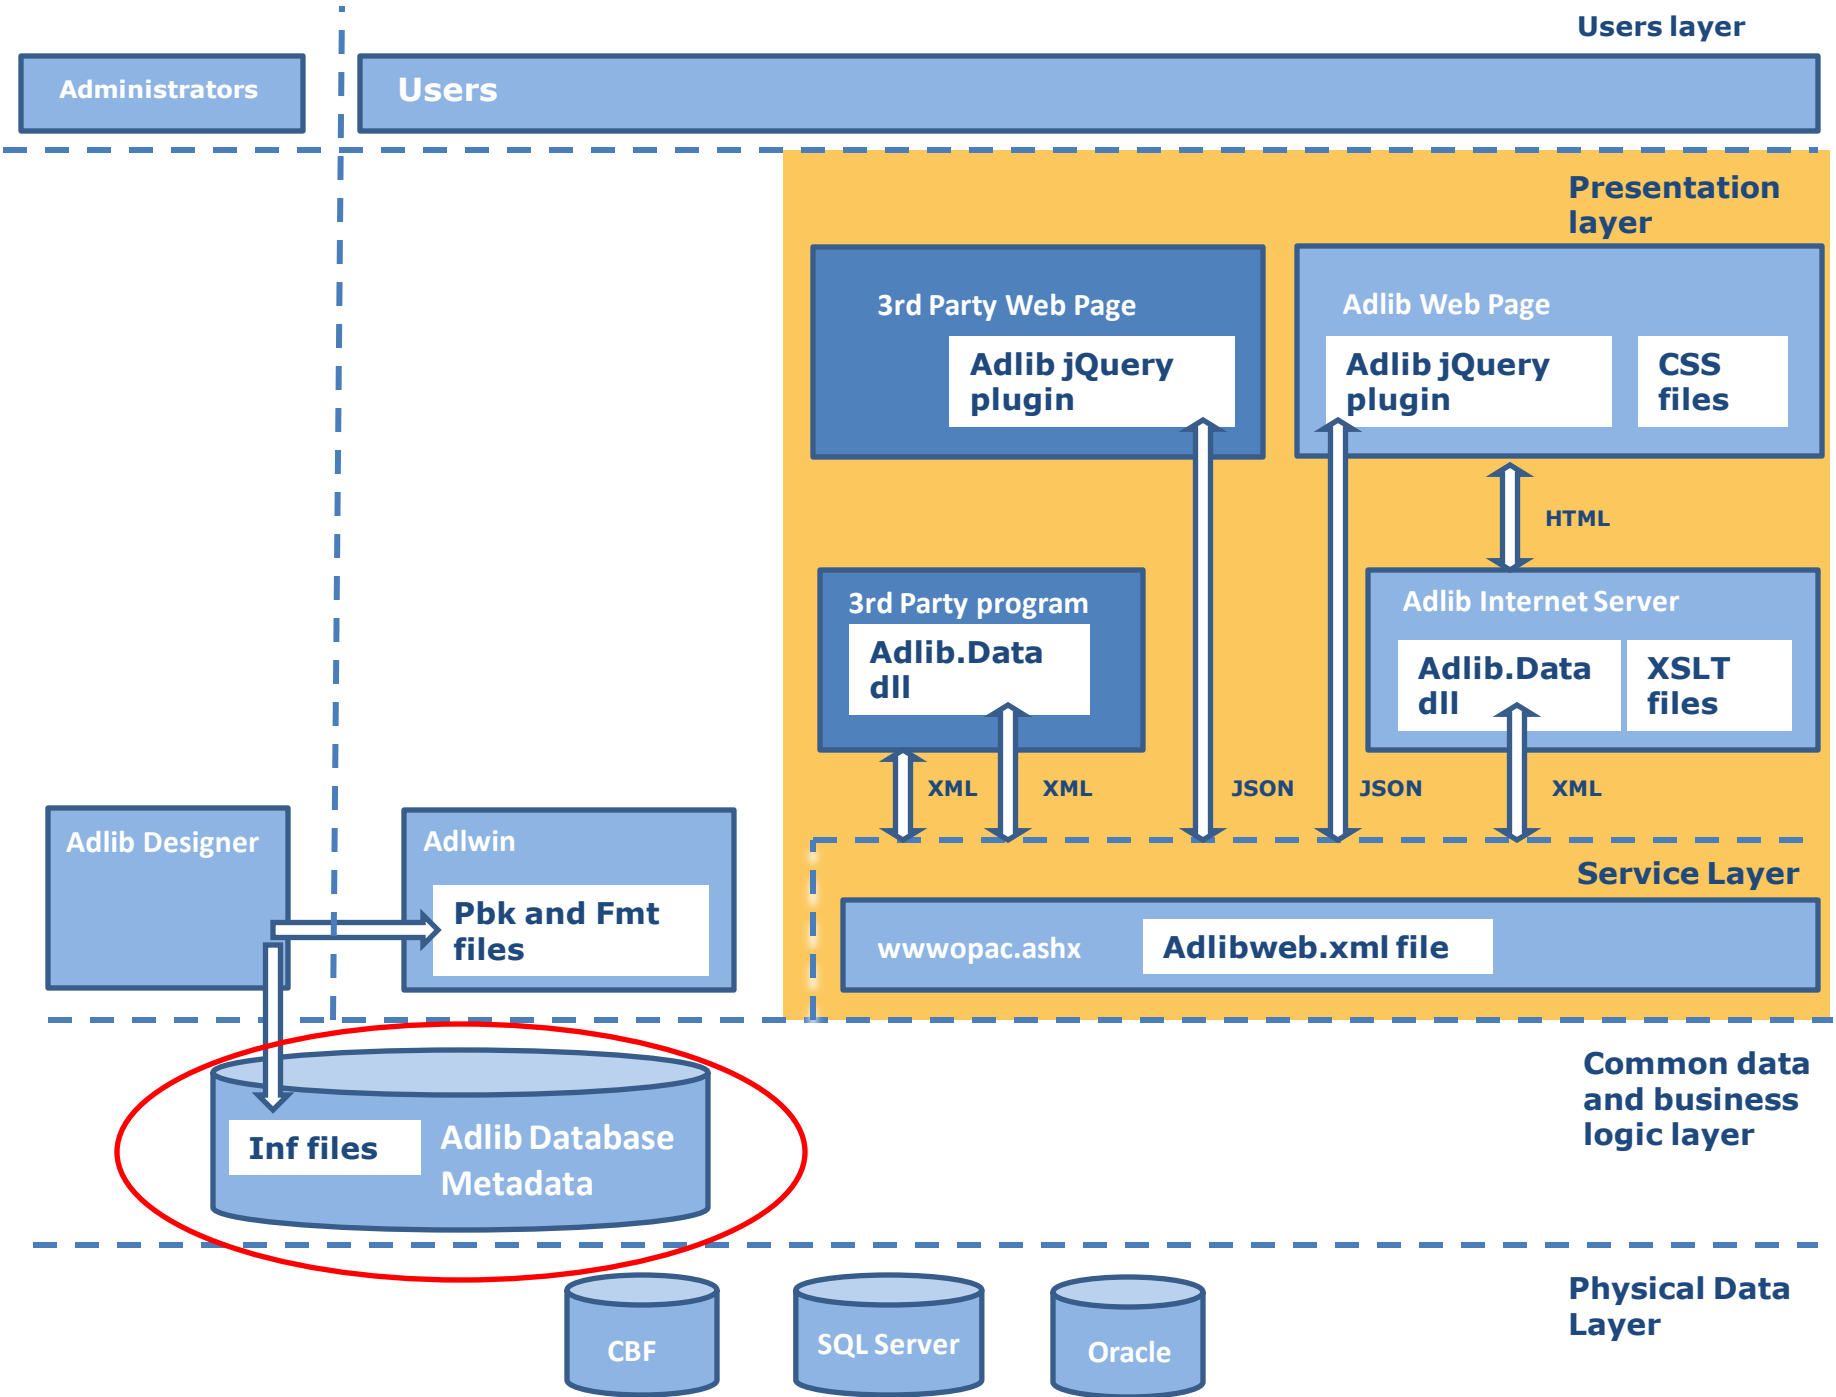 Users layer
Administrators
Users
Presentation
layer
3rd Party Web Page
Adlib jQuery
plugin
Adlib Web Page
Adlib jQuery
plugin
CSS
files
HTML
3rd Party program
Adlib.Data
dll
Adlib Internet Server
Adlib.Data
dll
XSLT
files
XML
XML
JSON
JSON
XML
Adlib Designer
Adlwin
Pbk and Fmt
files
Service Layer
wwwopac.ashx
Adlibweb.xml file
Common data
and business
logic layer
Inf files
Adlib Database
Metadata
Physical Data
Layer
CBF
SQL Server
Oracle